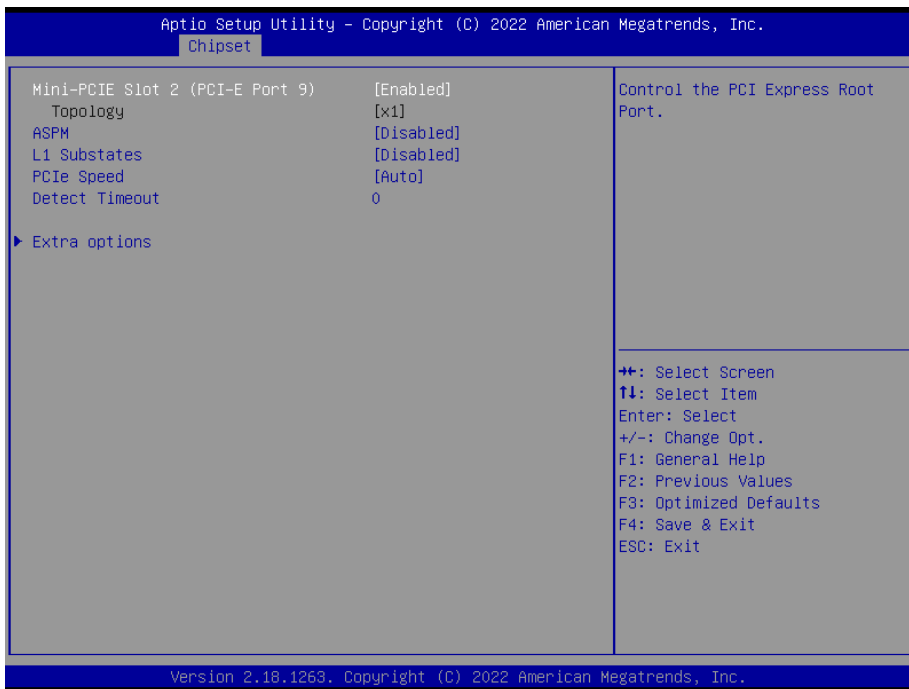 Aptio Setup Utility – Copyright (C) 2022 American Megatrends, Inc.
Chipset
Mini-PCIE Slot 2 (PCI-E Port 9) [Enabled]
Topology [x1]
ASPM [Disabled]
L1 Substates [Disabled]
PCIe Speed [Auto]
Detect Timeout 0
Extra options
Control the PCI Express Root
Port.
→←: Select Screen
↑↓: Select Item
Enter: Select
+/-: Change Opt.
F1: General Help
F2: Previous Values
F3: Optimized Defaults
F4: Save & Exit
ESC: Exit
Version 2.18.1263. Copyright (C) 2022 American Megatrends, Inc.